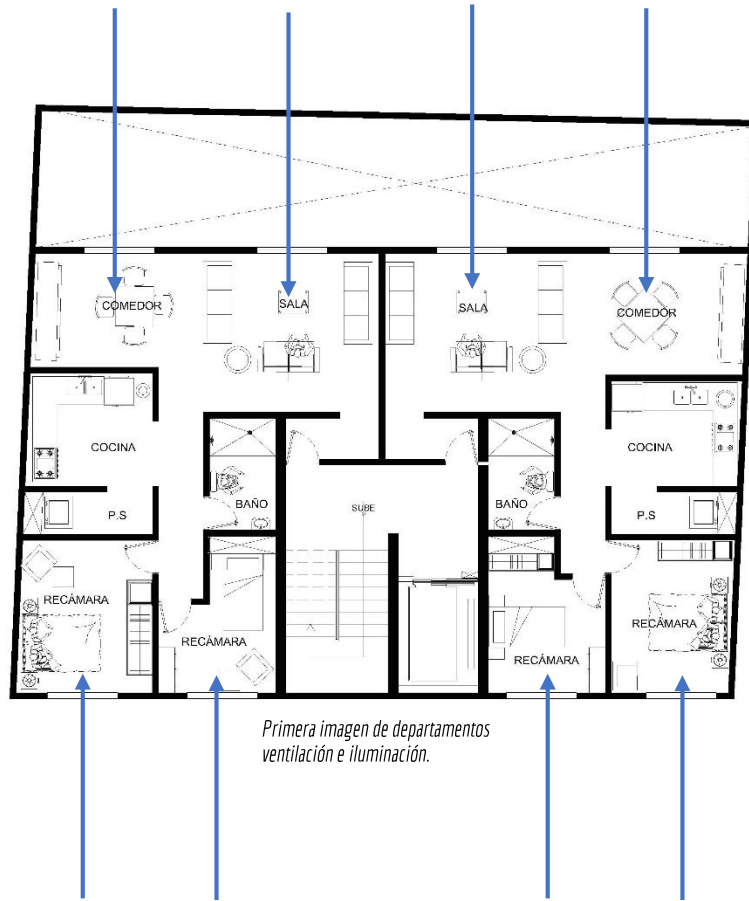 COMEDOR
SALA
SALA
COMEDOR
COCINA
COCINA
BAÑO
SUBE
BAÑO
P.S
P.S
RECÁMARA
RECÁMARA
RECÁMARA
RECÁMARA
Primera imagen de departamentos
ventilación e iluminación.